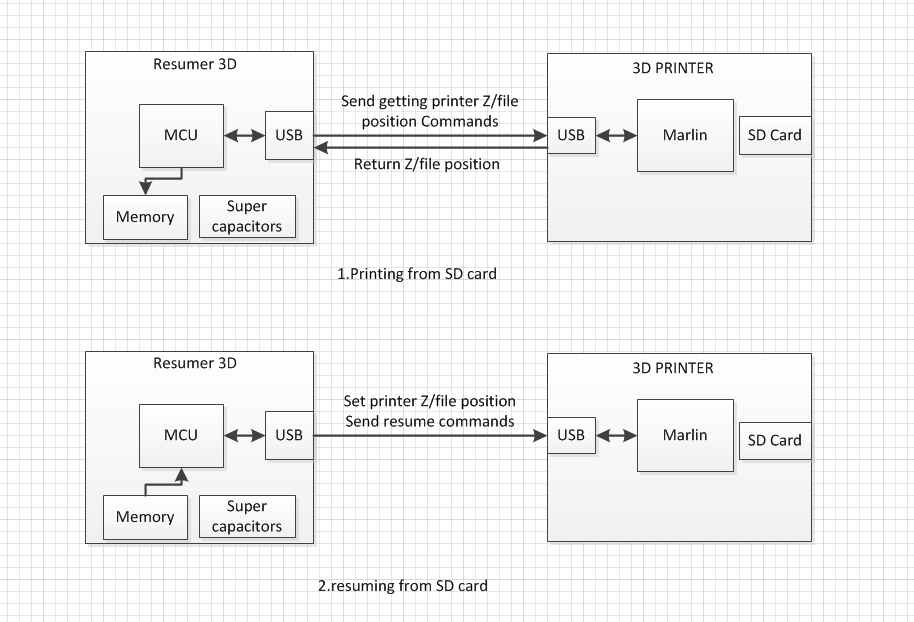 Resumer 3D
3D PRINTER
Send getting printer Z/file
position Commands
MCU
USB
USB
Marlin
SD Card
Return Z/file position
Memory
Super
capacitors
1.Printing from SD card
Resumer 3D
3D PRINTER
Set printer Z/file position
Send resume commands
MCU
USB
USB
Marlin
SD Card
Memory
Super
capacitors
2.resuming from SD card